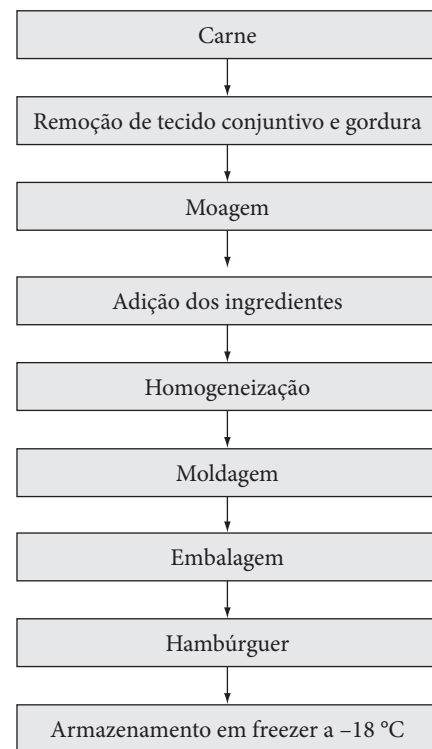 Carne
Remoção de tecido conjuntivo e gordura
Moagem
Adição dos ingredientes
Homogeneização
Moldagem
Embalagem
Hambúrguer
Armazenamento em freezer a –18 °C